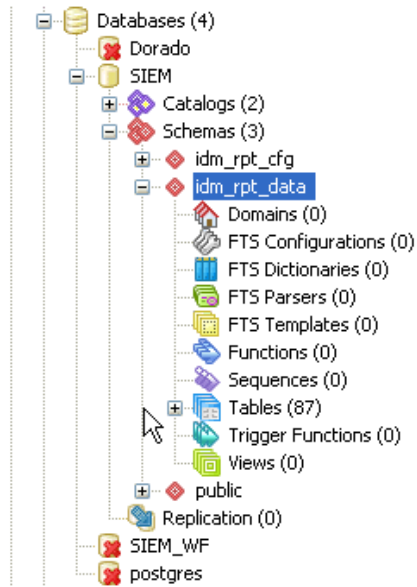 Databases (4)
Dorado
SIEM
Catalogs (2)
Schemas (3)
idm_rpt_cfg
idm_rpt_data
Domains (0)
FTS Configurations (0)
FTS Dictionaries (0)
FTS Parsers (0)
FTS Templates (0)
Functions (0)
Sequences (0)
Tables (87)
Trigger Functions (0)
Views (0)
public
Replication (0)
SIEM_WF
postgres